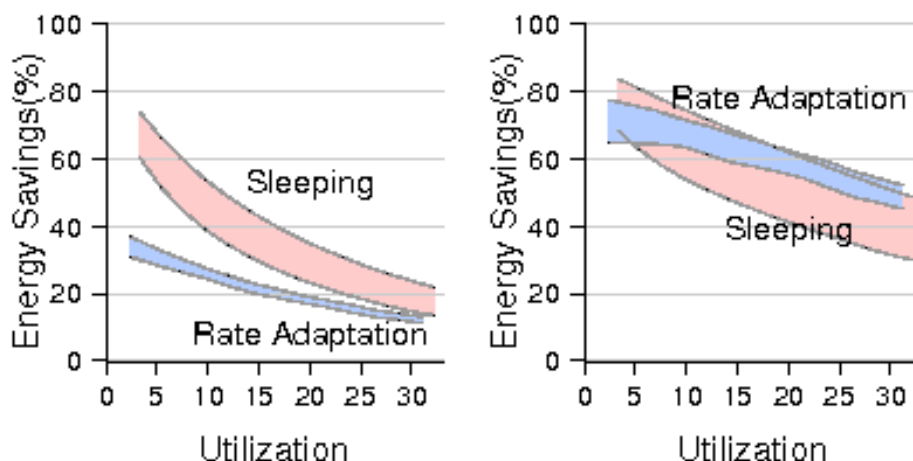 100
80
60
40
20
0
Energy Savings(%)
Sleeping
Rate Adaptation
0 5 10 15 20 25 30
Utilization
100
80
60
40
20
0
Energy Savings(%)
Rate Adaptation
Sleeping
0 5 10 15 20 25 30
Utilization